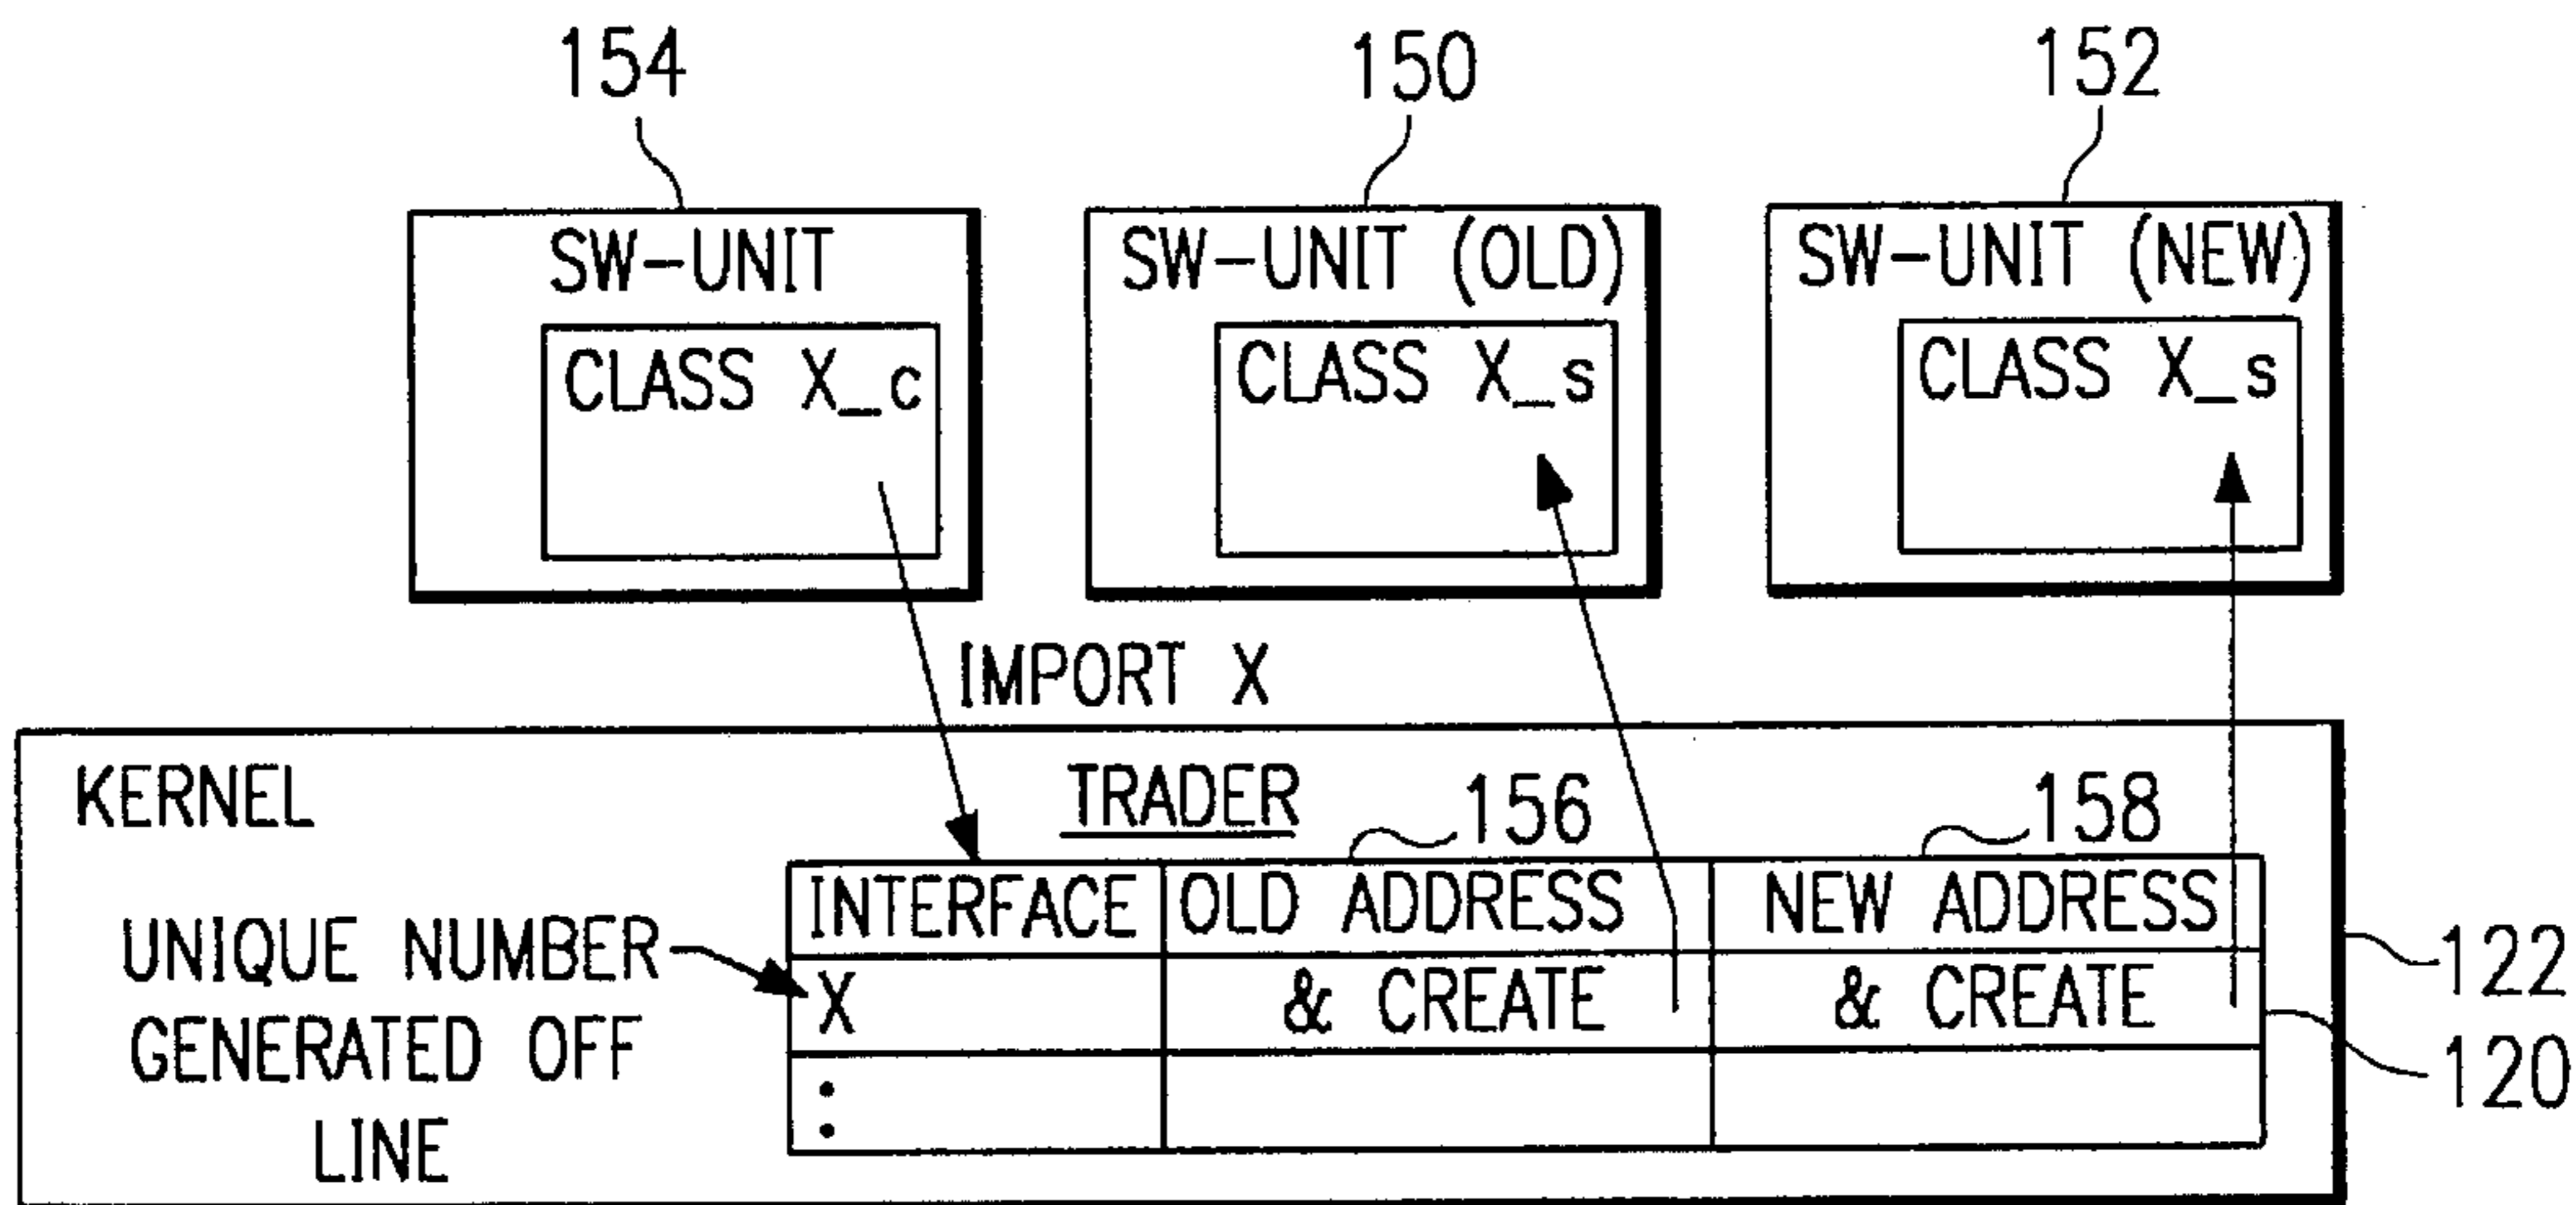 154
150
152
SW-UNIT
SW-UNIT (OLD)
SW-UNIT (NEW)
CLASS X_c
CLASS X_s
CLASS X_s
IMPORT X
KERNEL
TRADER
156
158
INTERFACE
OLD ADDRESS
NEW ADDRESS
UNIQUE NUMBER
GENERATED OFF
LINE
X
& CREATE
& CREATE
:
122
120